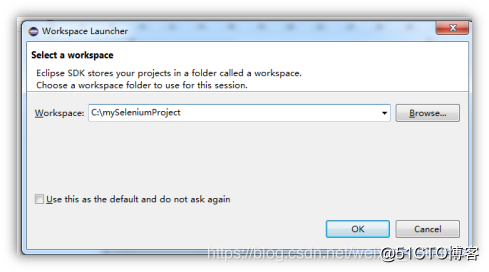 Workspace Launcher
Select a workspace
Eclipse SDK stores your projects in a folder called a workspace.
Choose a workspace folder to use for this session.
Workspace: C:\mySeleniumProject Browse...
Use this as the default and do not ask again
OK Cancel
https://blog.csdn.net/wei @51CTO博客